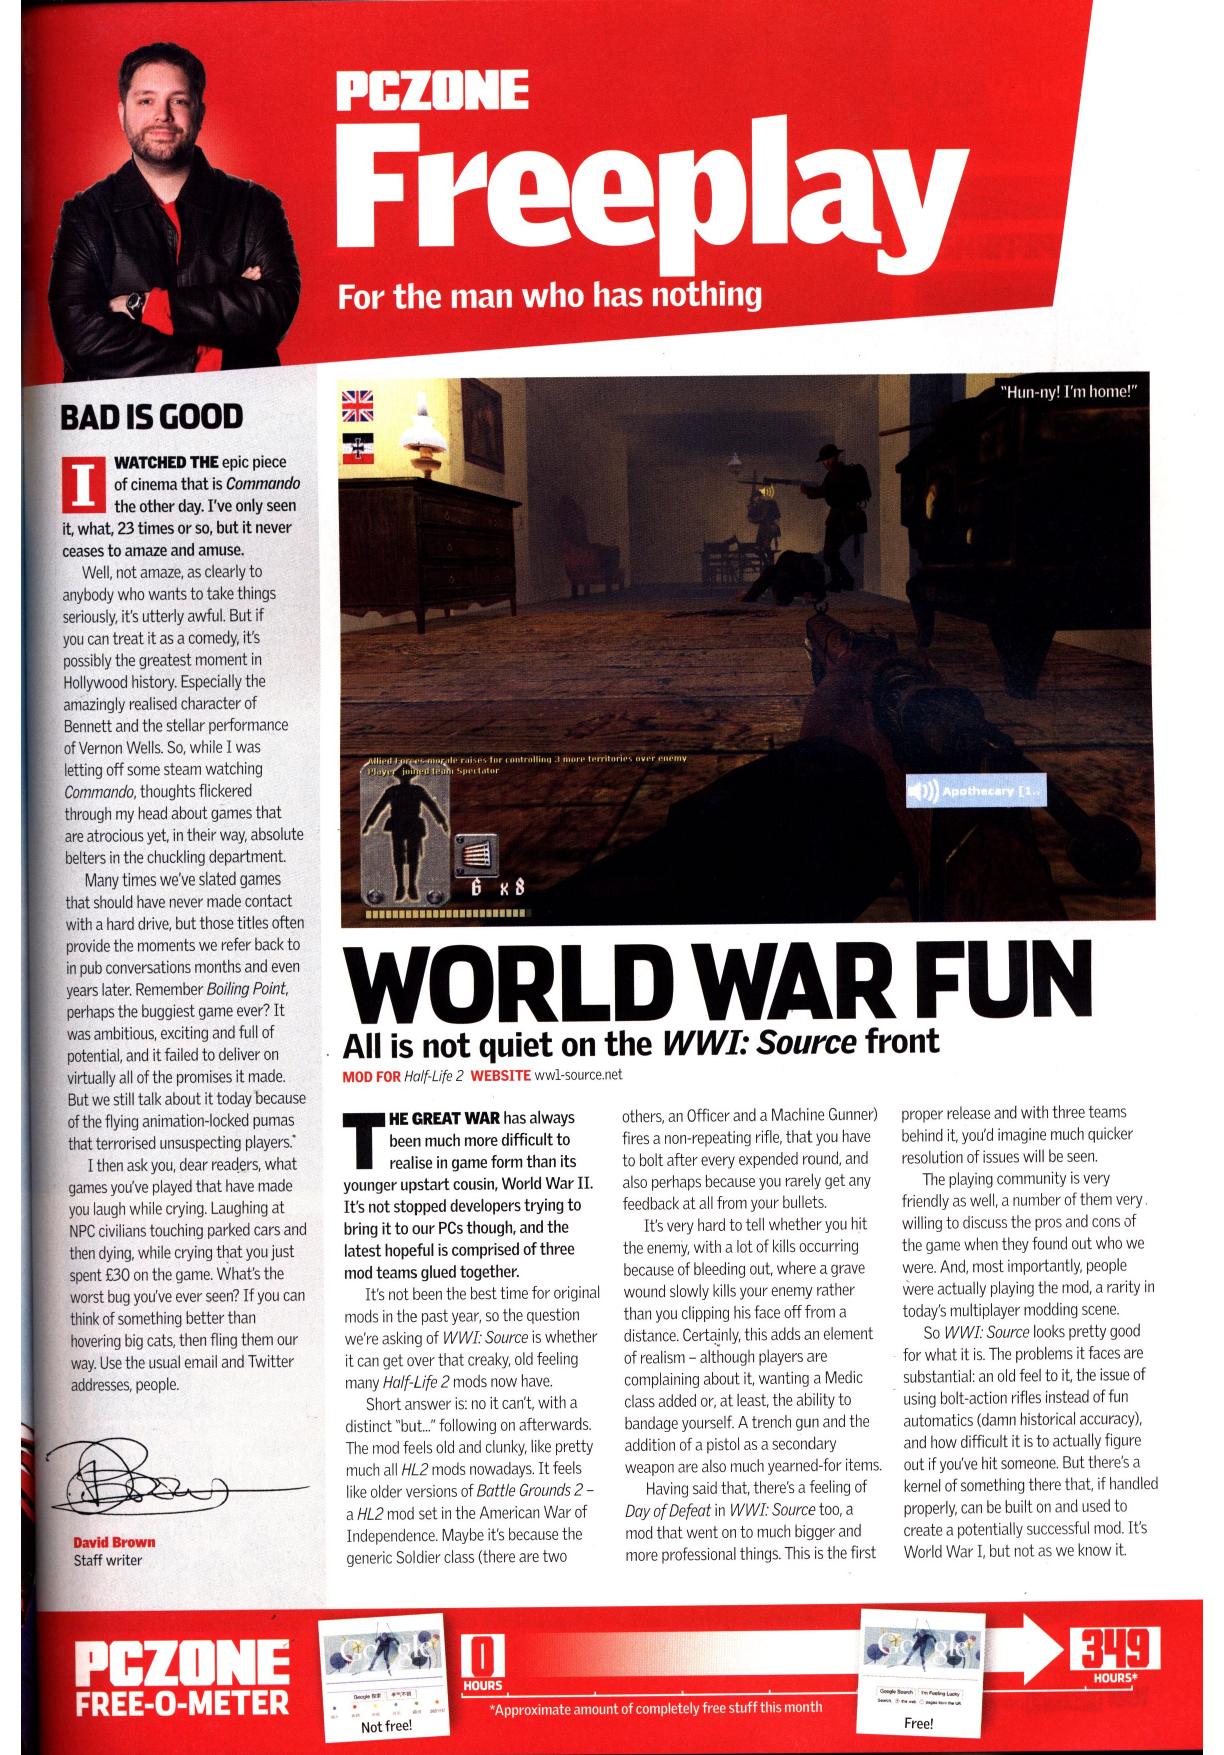 PCZONE
Freeplay
For the man who has nothing
BAD IS GOOD
I WATCHED THE epic piece
of cinema that is Commando
the other day. I've only seen
it, what, 23 times or so, but it never
ceases to amaze and amuse.
Well, not amaze, as clearly to
anybody who wants to take things
seriously, it's utterly awful. But if
you can treat it as a comedy, it's
possibly the greatest moment in
Hollywood history. Especially the
amazingly realised character of
Bennett and the stellar performance
of Vernon Wells. So, while I was
letting off some steam watching
Commando, thoughts flickered
through my head about games that
are atrocious yet, in their way, absolute
belters in the chuckling department.
Many times we've slated games
that should have never made contact
with a hard drive, but those titles often
provide the moments we refer back to
in pub conversations months and even
years later. Remember Boiling Point,
perhaps the buggiest game ever? It
was ambitious, exciting and full of
potential, and it failed to deliver on
virtually all of the promises it made.
But we still talk about it today because
of the flying animation-locked pumas
that terrorised unsuspecting players.
I then ask you, dear readers, what
games you've played that have made
you laugh while crying. Laughing at
NPC civilians touching parked cars and
then dying, while crying that you just
spent £30 on the game. What's the
worst bug you've ever seen? If you can
think of something better than
hovering big cats, then fling them our
way. Use the usual email and Twitter
addresses, people.
David Brown
Staff writer
"Hun-ny! I'm home!"
Allied Forces morale raises for controlling 3 more territories over enemy
Player joined team Spectator
Apothecary [1..
6 x8
WORLD WAR FUN
All is not quiet on the WWI: Source front
MOD FOR Half-Life 2 WEBSITE ww1-source.net
THE GREAT WAR has always
been much more difficult to
realise in game form than its
younger upstart cousin, World War II.
It's not stopped developers trying to
bring it to our PCs though, and the
latest hopeful is comprised of three
mod teams glued together.
It's not been the best time for original
mods in the past year, so the question
we're asking of WWI: Source is whether
it can get over that creaky, old feeling
many Half-Life 2 mods now have.
Short answer is: no it can't, with a
distinct "but..." following on afterwards.
The mod feels old and clunky, like pretty
much all HL2 mods nowadays. It feels
like older versions of Battle Grounds 2 –
a HL2 mod set in the American War of
Independence. Maybe it's because the
generic Soldier class (there are two
others, an Officer and a Machine Gunner)
fires a non-repeating rifle, that you have
to bolt after every expended round, and
also perhaps because you rarely get any
feedback at all from your bullets.
It's very hard to tell whether you hit
the enemy, with a lot of kills occurring
because of bleeding out, where a grave
wound slowly kills your enemy rather
than you clipping his face off from a
distance. Certainly, this adds an element
of realism – although players are
complaining about it, wanting a Medic
class added or, at least, the ability to
bandage yourself. A trench gun and the
addition of a pistol as a secondary
weapon are also much yearned-for items.
Having said that, there's a feeling of
Day of Defeat in WWI: Source too, a
mod that went on to much bigger and
more professional things. This is the first
proper release and with three teams
behind it, you'd imagine much quicker
resolution of issues will be seen.
The playing community is very
friendly as well, a number of them very
willing to discuss the pros and cons of
the game when they found out who we
were. And, most importantly, people
were actually playing the mod, a rarity in
today's multiplayer modding scene.
So WWI: Source looks pretty good
for what it is. The problems it faces are
substantial: an old feel to it, the issue of
using bolt-action rifles instead of fun
automatics (damn historical accuracy),
and how difficult it is to actually figure
out if you've hit someone. But there's a
kernel of something there that, if handled
properly, can be built on and used to
create a potentially successful mod. It's
World War I, but not as we know it.
PCZONE
FREE-O-METER
Google
Not free!
0
HOURS
*Approximate amount of completely free stuff this month
Google
Google Search I'm Feeling Lucky
Search: the web pages from the UK
Free!
349
HOURS*